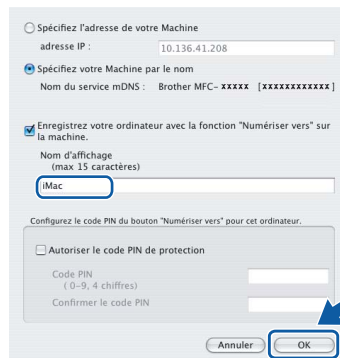 Spécifiez l'adresse de votre Machine
adresse IP : 10.136.41.208
Spécifiez votre Machine par le nom
Nom du service mDNS : Brother MFC- xxxxx [xxxxxxxxxxxx]
Enregistrez votre ordinateur avec la fonction "Numériser vers" sur
la machine.
Nom d'affichage
(max 15 caractères)
iMac
Configurez le code PIN du bouton "Numériser vers" pour cet ordinateur.
Autoriser le code PIN de protection
Code PIN
( 0–9, 4 chiffres)
Confirmer le code PIN
Annuler OK